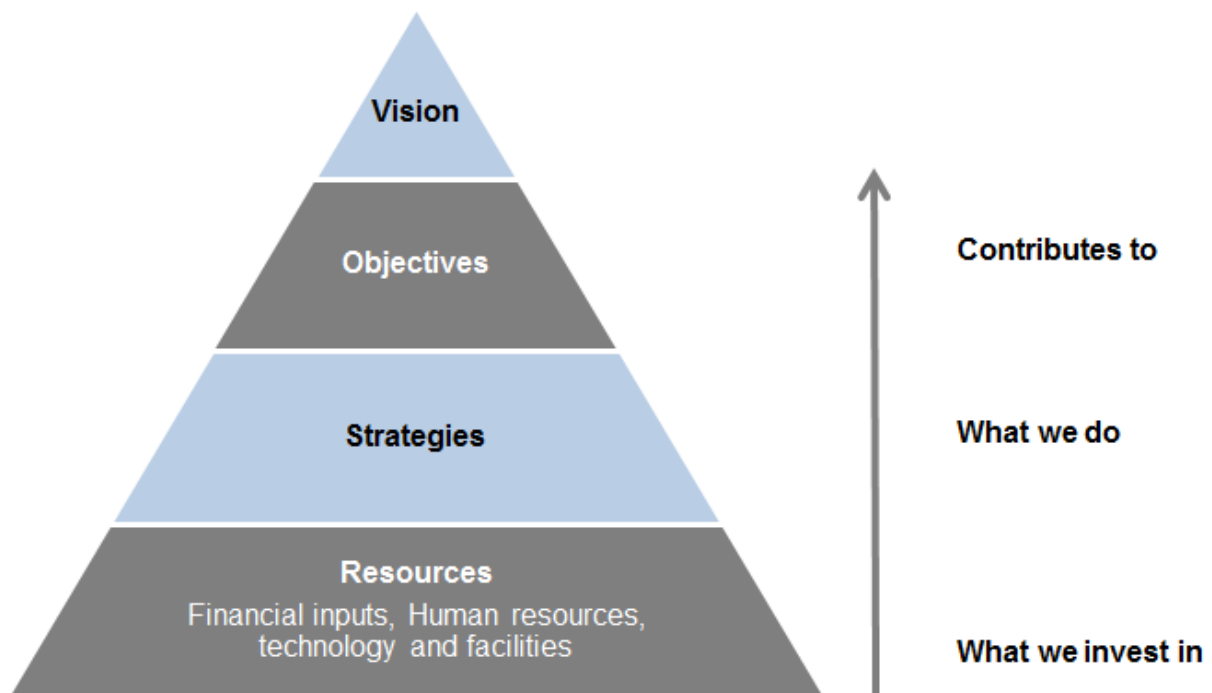 Vision
Objectives
Contributes to
Strategies
What we do
Resources
Financial inputs, Human resources,
technology and facilities
What we invest in